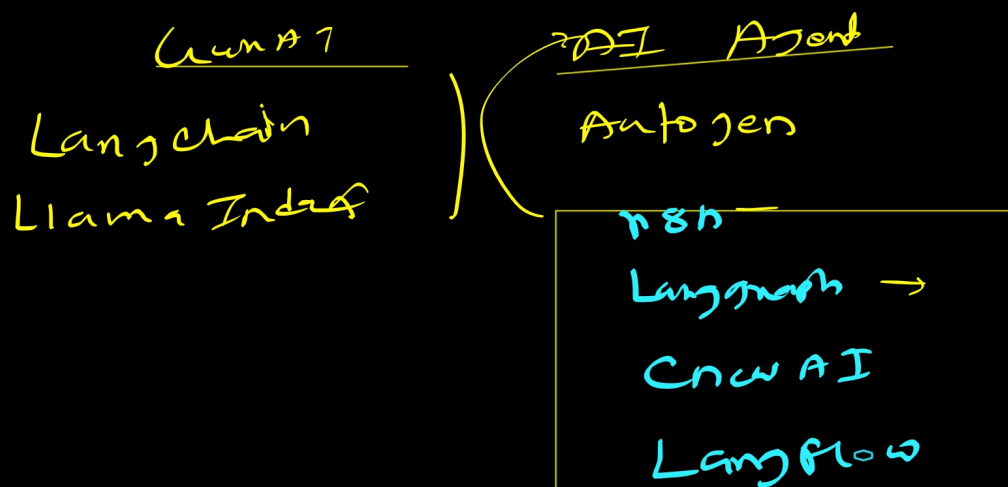 GenAI
Langchain
Llama Index
AI Agent
Autogen
n8n
Langgraph →
Crew AI
Langflow